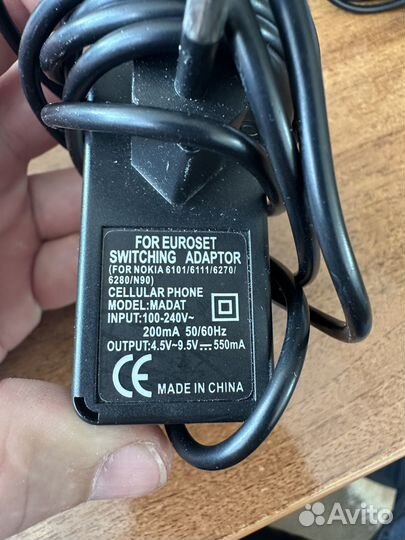 FOR EUROSET
SWITCHING ADAPTOR
(FOR NOKIA 6101/6111/6270/
6280/N90)
CELLULAR PHONE
MODEL:MADAT
INPUT:100-240V~
200mA 50/60Hz
OUTPUT:4.5V~9.5V⎓550mA
CE MADE IN CHINA
Avito